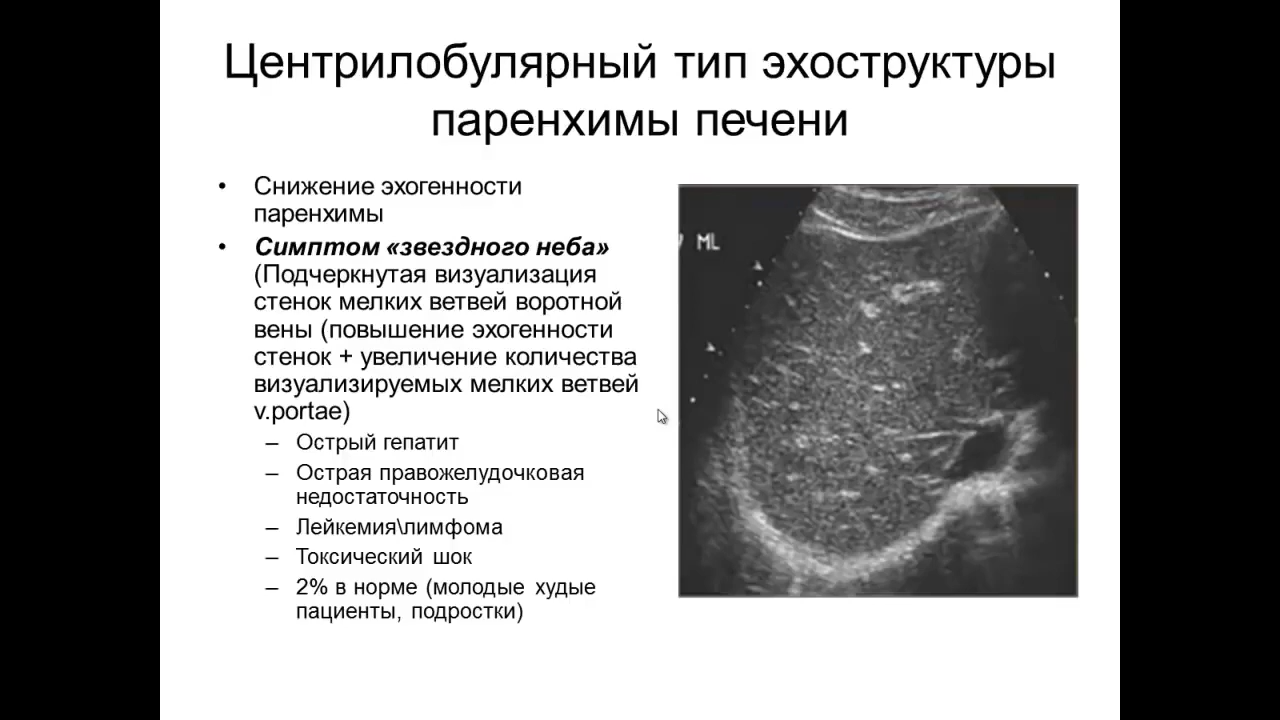 Центрилобулярный тип эхоструктуры
паренхимы печени
• Снижение эхогенности
паренхимы
• Симптом «звездного неба»
(Подчеркнутая визуализация
стенок мелких ветвей воротной
вены (повышение эхогенности
стенок + увеличение количества
визуализируемых мелких ветвей
v.portae)
– Острый гепатит
– Острая правожелудочковая
недостаточность
– Лейкемия\лимфома
– Токсический шок
– 2% в норме (молодые худые
пациенты, подростки)
ML